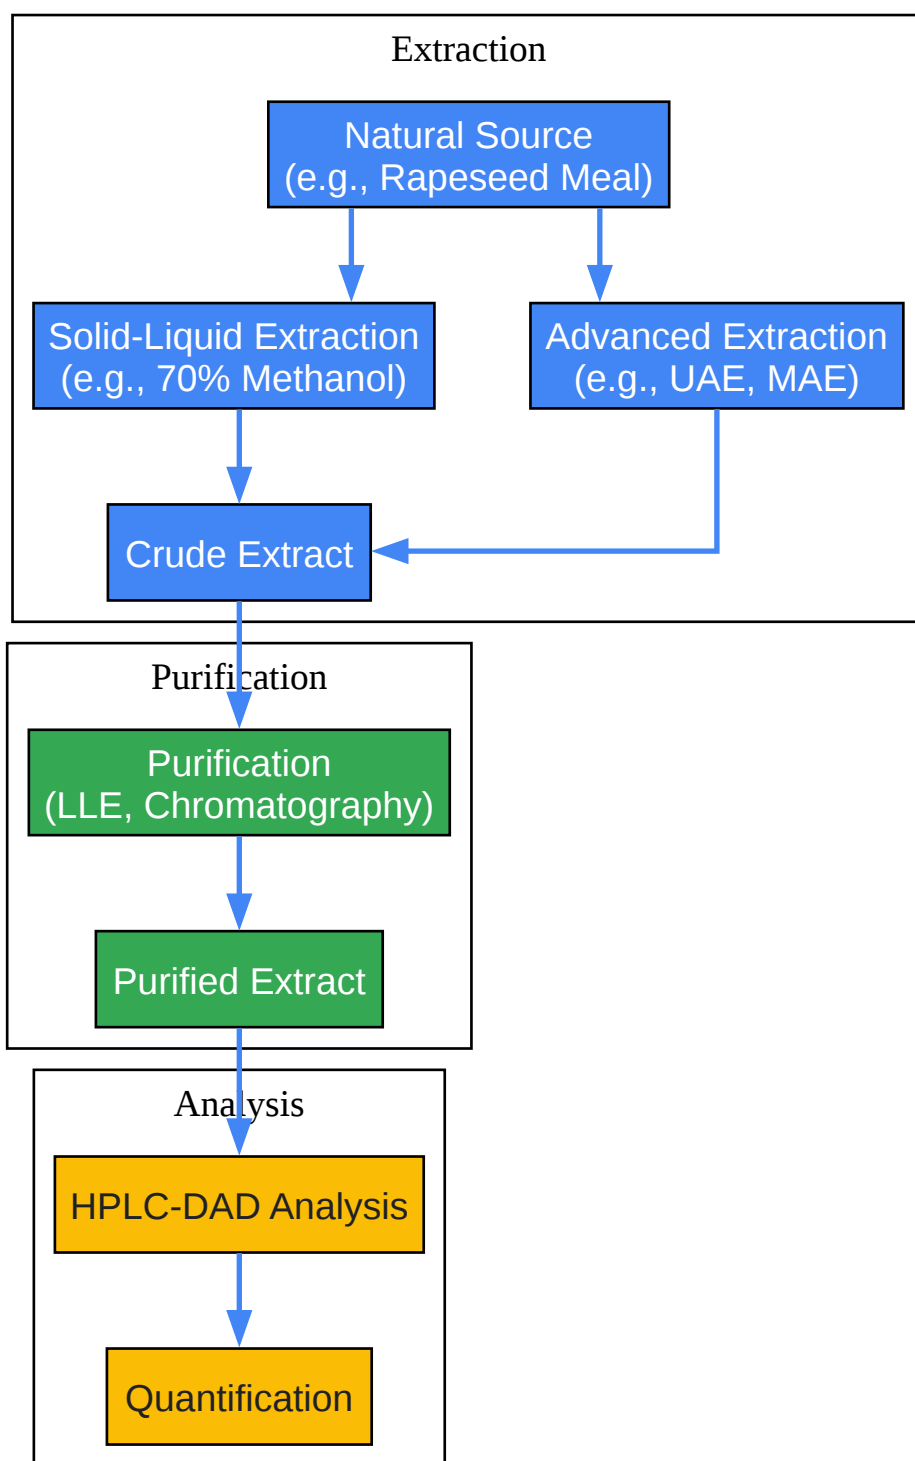 Extraction
Natural Source
(e.g., Rapeseed Meal)
Solid-Liquid Extraction
(e.g., 70% Methanol)
Advanced Extraction
(e.g., UAE, MAE)
Crude Extract
Purification
Purification
(LLE, Chromatography)
Purified Extract
Analysis
HPLC-DAD Analysis
Quantification